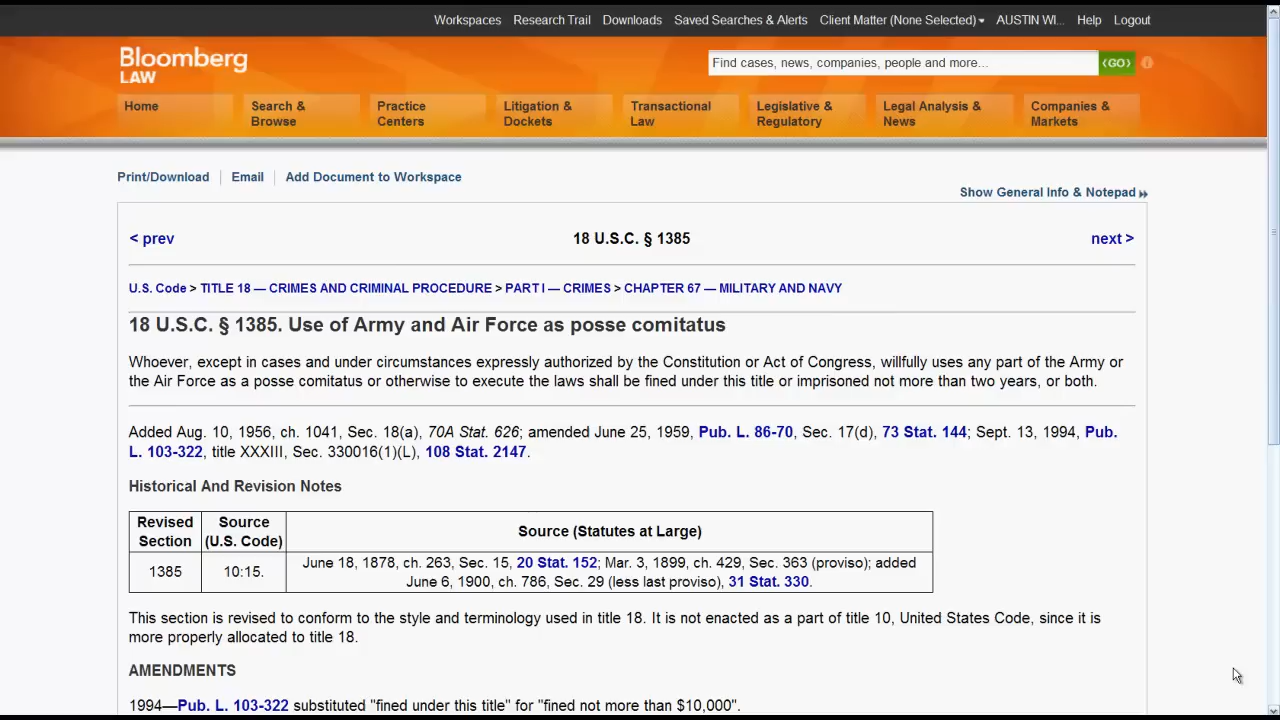 Workspaces Research Trail Downloads Saved Searches & Alerts Client Matter (None Selected) AUSTIN WI... Help Logout
Bloomberg
LAW
Find cases, news, companies, people and more... ‹GO›
Home
Search &
Browse
Practice
Centers
Litigation &
Dockets
Transactional
Law
Legislative &
Regulatory
Legal Analysis &
News
Companies &
Markets
Print/Download Email Add Document to Workspace
Show General Info & Notepad
< prev 18 U.S.C. § 1385 next >
U.S. Code > TITLE 18 — CRIMES AND CRIMINAL PROCEDURE > PART I — CRIMES > CHAPTER 67 — MILITARY AND NAVY
18 U.S.C. § 1385. Use of Army and Air Force as posse comitatus
Whoever, except in cases and under circumstances expressly authorized by the Constitution or Act of Congress, willfully uses any part of the Army or
the Air Force as a posse comitatus or otherwise to execute the laws shall be fined under this title or imprisoned not more than two years, or both.
Added Aug. 10, 1956, ch. 1041, Sec. 18(a), 70A Stat. 626; amended June 25, 1959, Pub. L. 86-70, Sec. 17(d), 73 Stat. 144; Sept. 13, 1994, Pub.
L. 103-322, title XXXIII, Sec. 330016(1)(L), 108 Stat. 2147.
Historical And Revision Notes
Revised
Section
Source
(U.S. Code)
Source (Statutes at Large)
1385
10:15.
June 18, 1878, ch. 263, Sec. 15, 20 Stat. 152; Mar. 3, 1899, ch. 429, Sec. 363 (proviso); added
June 6, 1900, ch. 786, Sec. 29 (less last proviso), 31 Stat. 330.
This section is revised to conform to the style and terminology used in title 18. It is not enacted as a part of title 10, United States Code, since it is
more properly allocated to title 18.
AMENDMENTS
1994—Pub. L. 103-322 substituted "fined under this title" for "fined not more than $10,000".